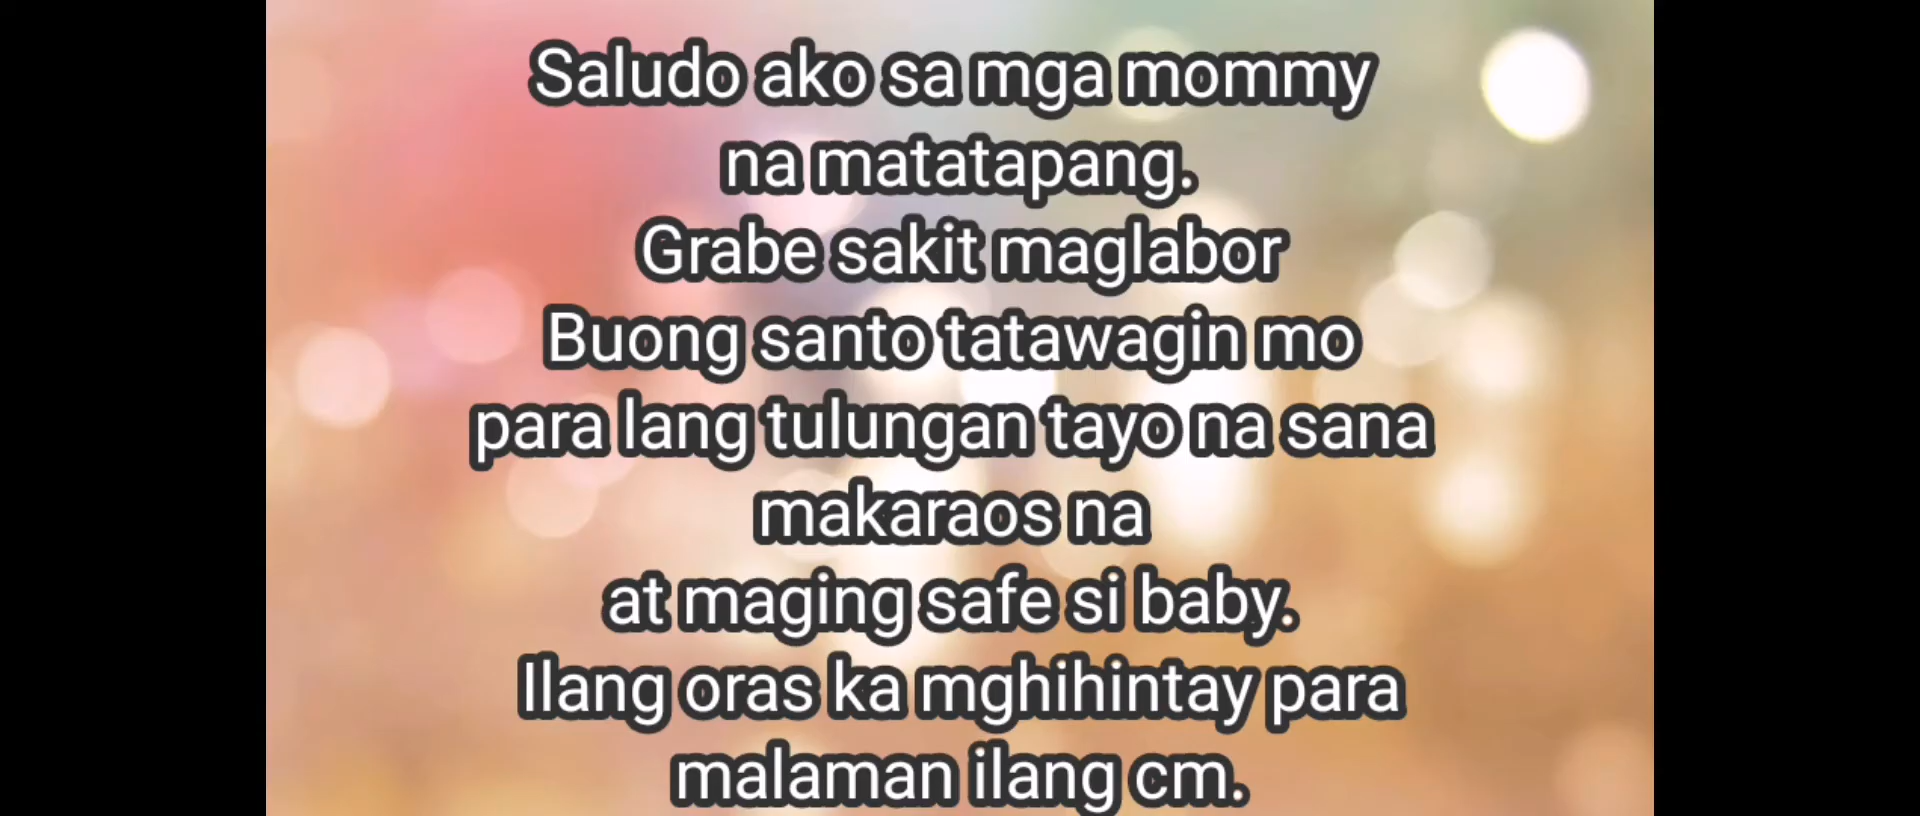 Saludo ako sa mga mommy
na matatapang.
Grabe sakit maglabor
Buong santo tatawagin mo
para lang tulungan tayo na sana
makaraos na
at maging safe si baby.
Ilang oras ka mghihintay para
malaman ilang cm.